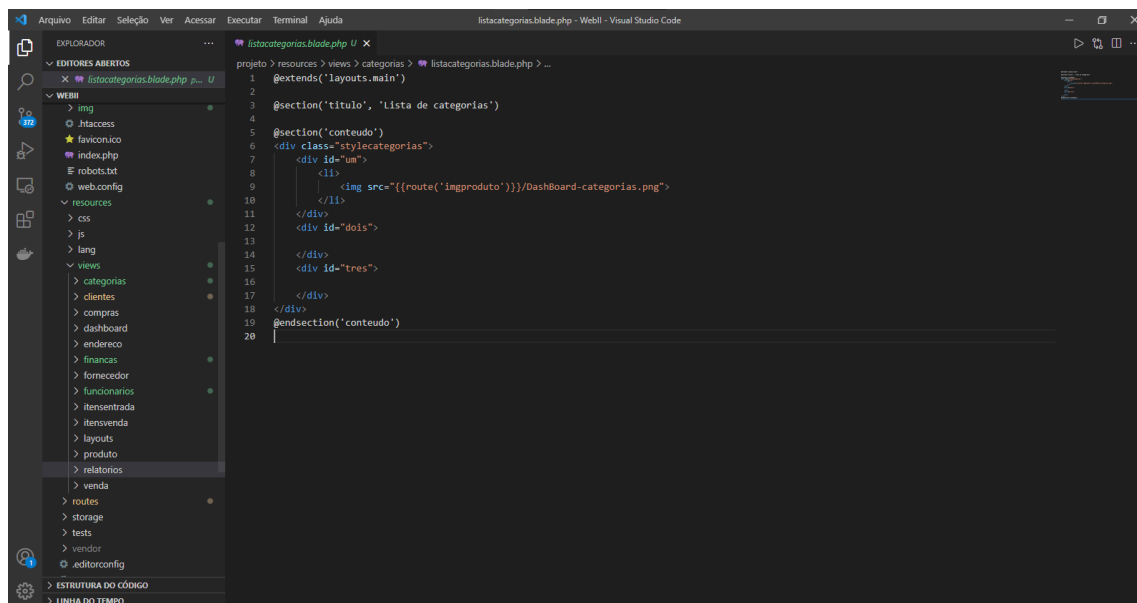 Arquivo Editar Seleção Ver Acessar Executar Terminal Ajuda listacategorias.blade.php - WebII - Visual Studio Code
EXPLORADOR
EDITORES ABERTOS
listacategorias.blade.php p... U
WEBII
img
.htaccess
favicon.ico
index.php
robots.txt
web.config
resources
css
js
lang
views
categorias
clientes
compras
dashboard
endereco
financas
fornecedor
funcionarios
itensentrada
itensvenda
layouts
produto
relatorios
venda
routes
storage
tests
vendor
.editorconfig
ESTRUTURA DO CÓDIGO
LINHA DO TEMPO
372
1
listacategorias.blade.php U
projeto > resources > views > categorias > listacategorias.blade.php > ...
1 @extends('layouts.main')
2
3 @section('titulo', 'Lista de categorias')
4
5 @section('conteudo')
6 <div class="stylecategorias">
7 <div id="um">
8 <li>
9 <img src="{{route('imgproduto')}}/DashBoard-categorias.png">
10 </li>
11 </div>
12 <div id="dois">
13
14 </div>
15 <div id="tres">
16
17 </div>
18 </div>
19 @endsection('conteudo')
20